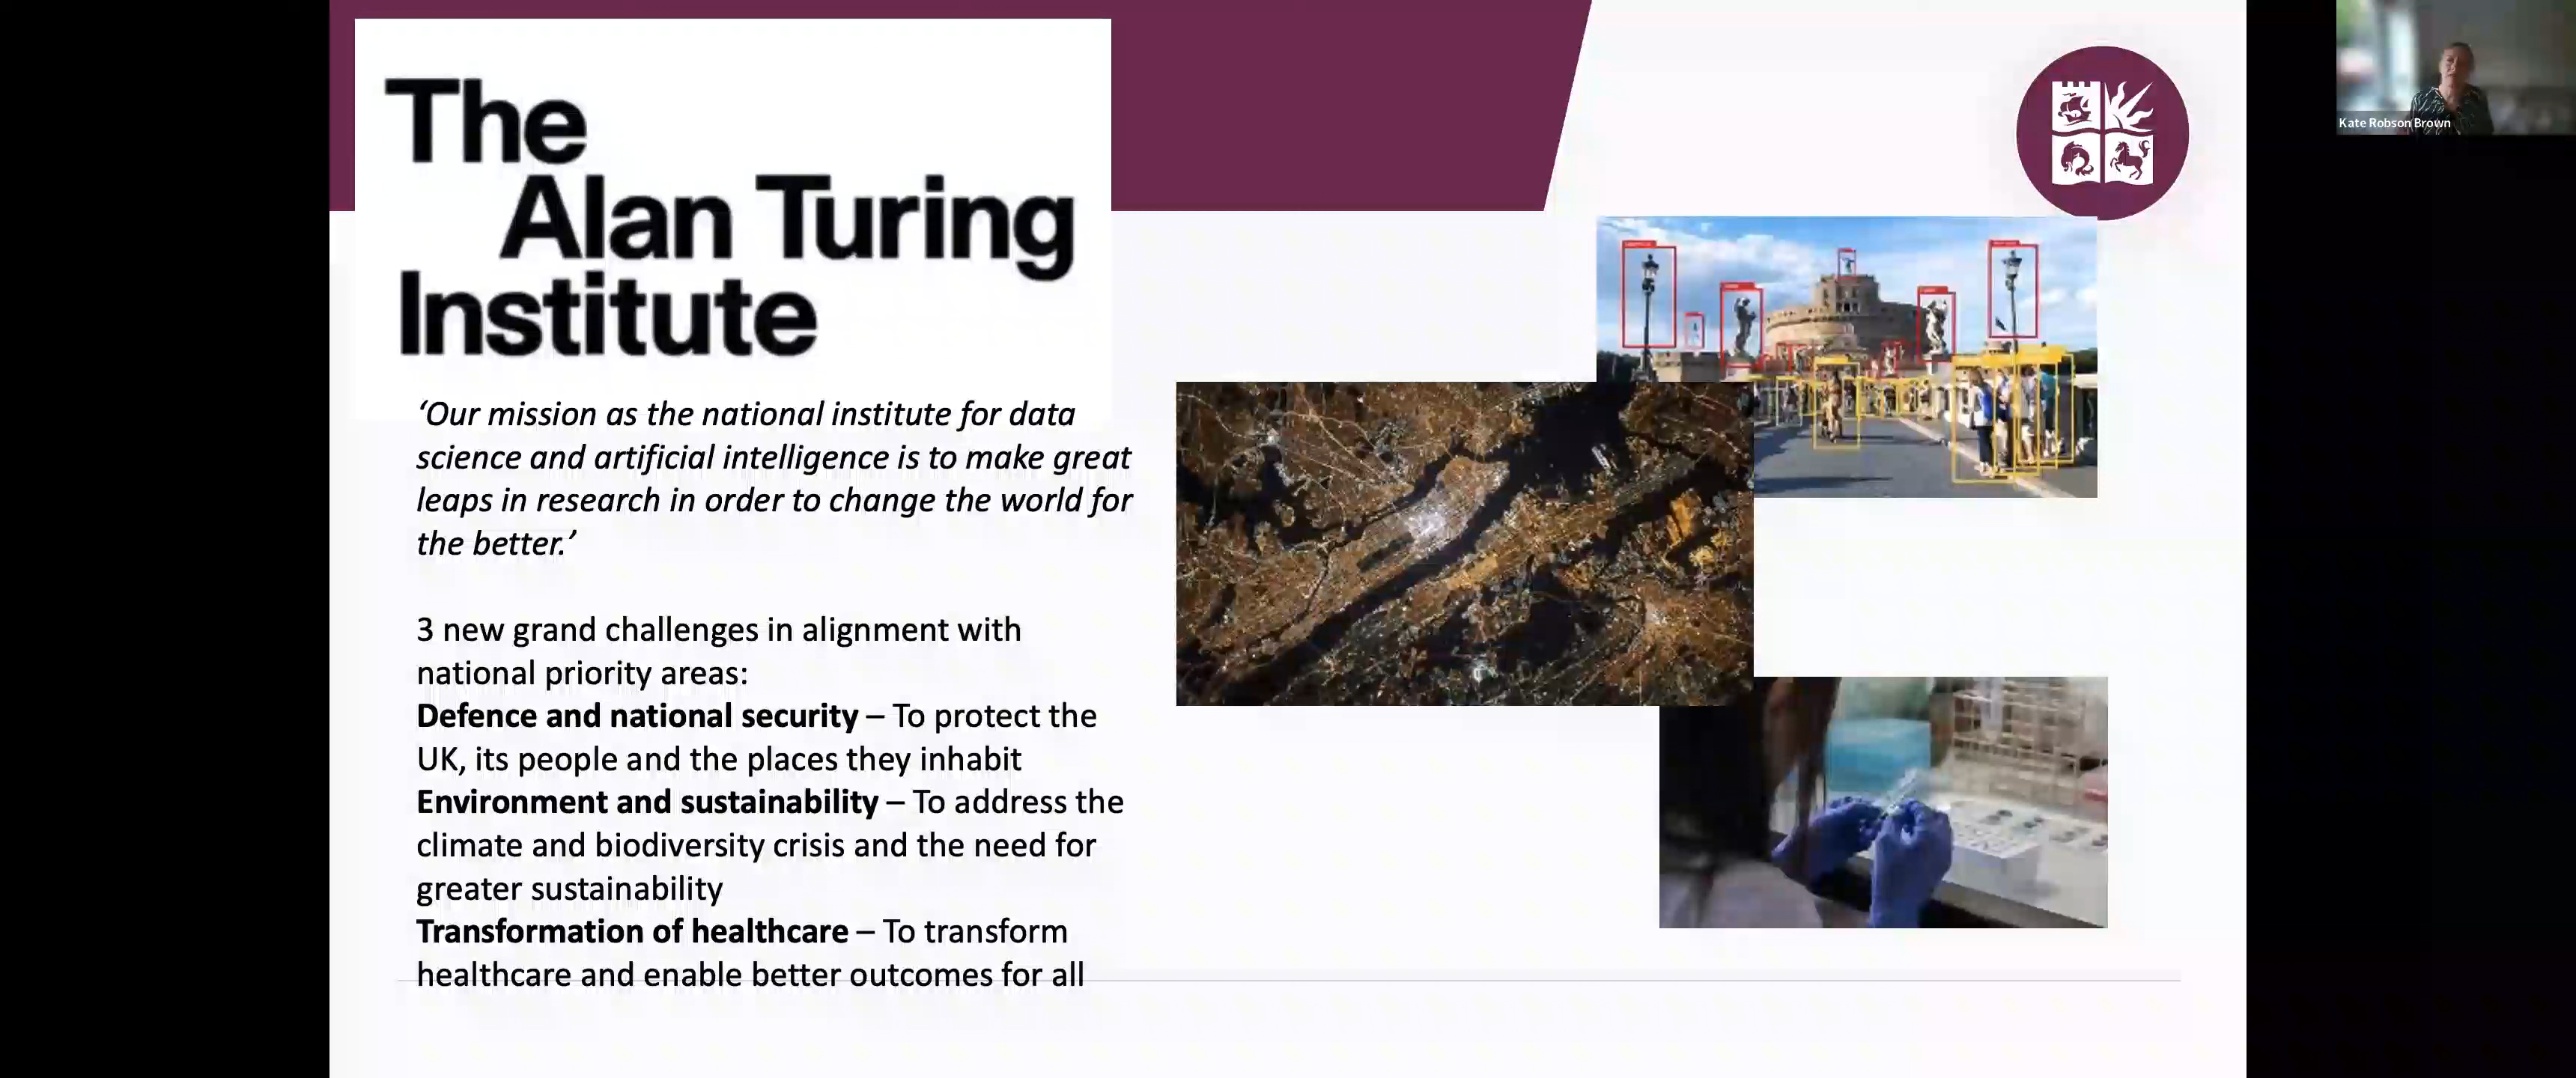 The
Alan Turing
Institute
‘Our mission as the national institute for data
science and artificial intelligence is to make great
leaps in research in order to change the world for
the better.’
3 new grand challenges in alignment with
national priority areas:
Defence and national security – To protect the
UK, its people and the places they inhabit
Environment and sustainability – To address the
climate and biodiversity crisis and the need for
greater sustainability
Transformation of healthcare – To transform
healthcare and enable better outcomes for all
Kate Robson Brown